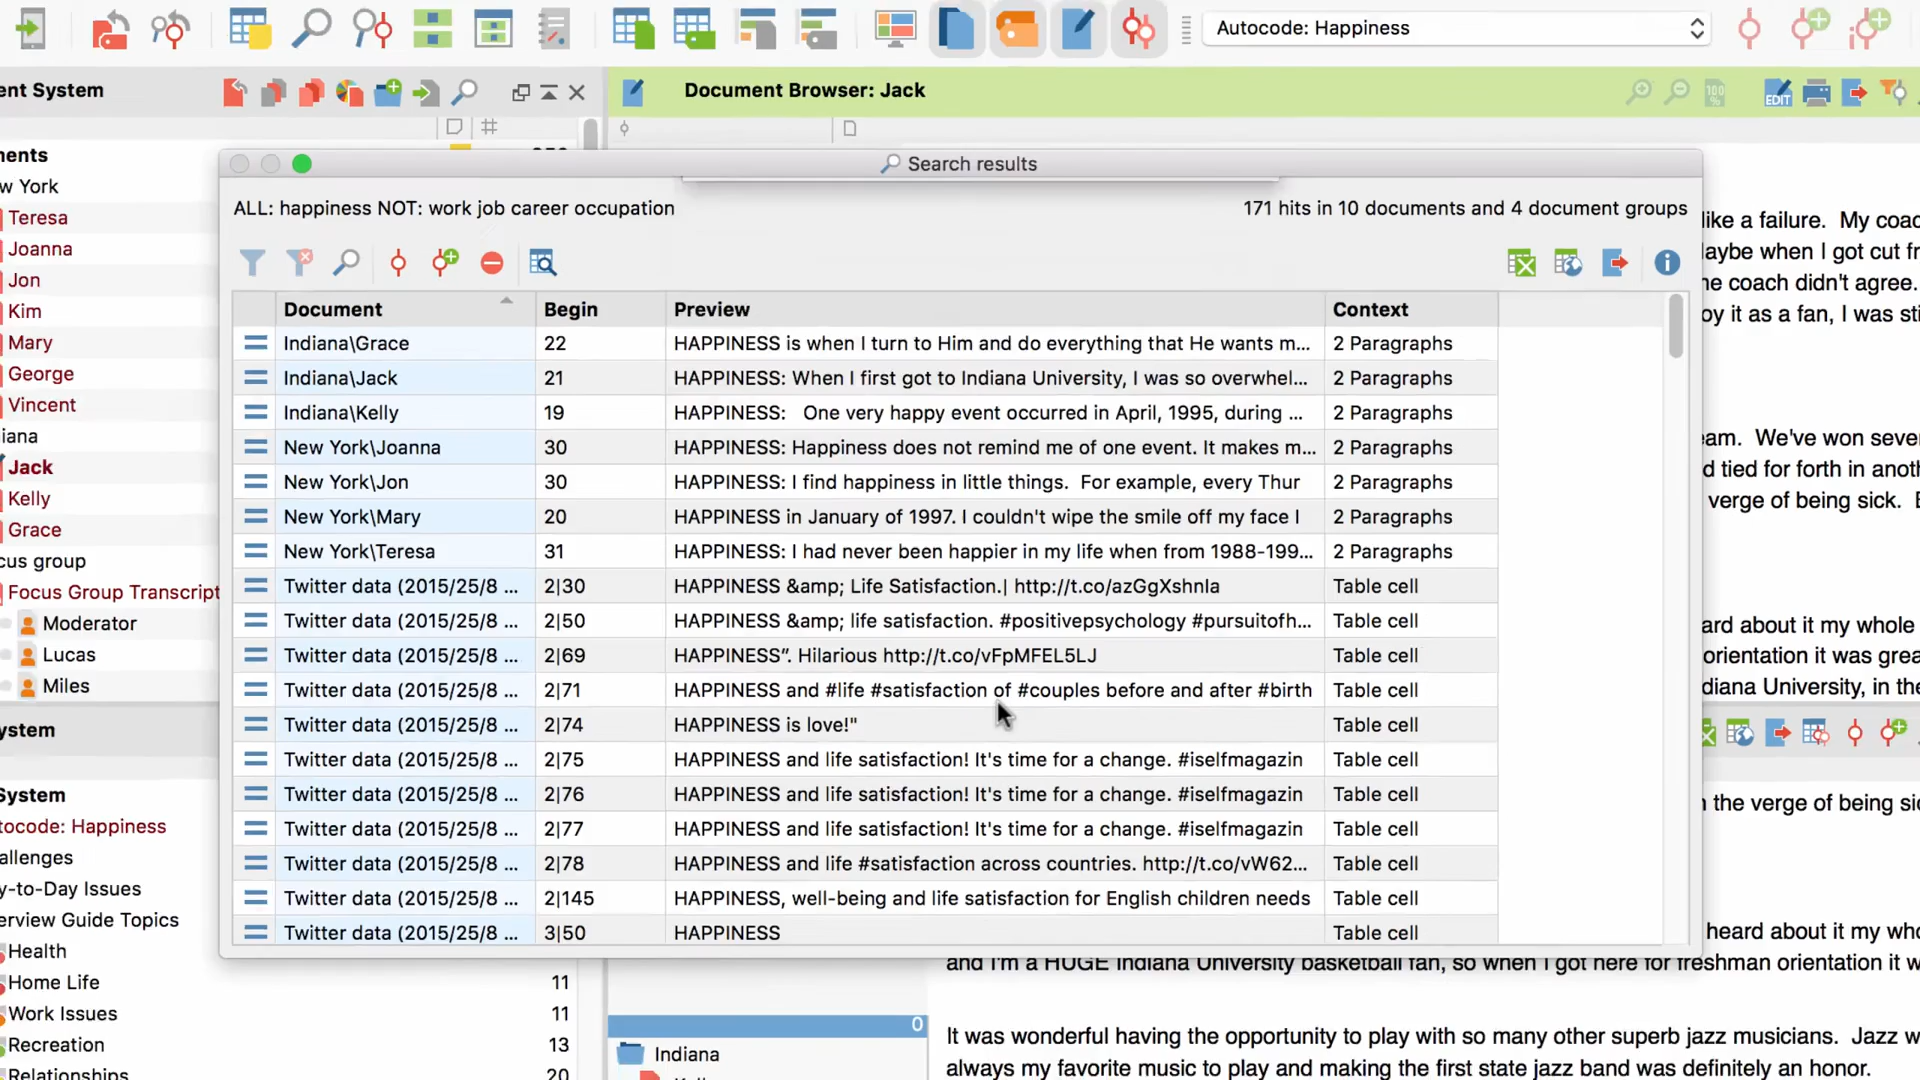 Autocode: Happiness
ent System
Document Browser: Jack
100 %
EDIT
ments
w York
Teresa
Joanna
Jon
Kim
Mary
George
Vincent
iana
Jack
Kelly
Grace
cus group
Focus Group Transcript
Moderator
Lucas
Miles
ystem
System
tocode: Happiness
allenges
y-to-Day Issues
erview Guide Topics
Health
Home Life 11
Work Issues 11
Recreation 13
Relationships 20
Search results
ALL: happiness NOT: work job career occupation
171 hits in 10 documents and 4 document groups
Document Begin Preview Context
Indiana\Grace 22 HAPPINESS is when I turn to Him and do everything that He wants m... 2 Paragraphs
Indiana\Jack 21 HAPPINESS: When I first got to Indiana University, I was so overwhel... 2 Paragraphs
Indiana\Kelly 19 HAPPINESS: One very happy event occurred in April, 1995, during ... 2 Paragraphs
New York\Joanna 30 HAPPINESS: Happiness does not remind me of one event. It makes m... 2 Paragraphs
New York\Jon 30 HAPPINESS: I find happiness in little things. For example, every Thur 2 Paragraphs
New York\Mary 20 HAPPINESS in January of 1997. I couldn't wipe the smile off my face I 2 Paragraphs
New York\Teresa 31 HAPPINESS: I had never been happier in my life when from 1988-199... 2 Paragraphs
Twitter data (2015/25/8 ... 2|30 HAPPINESS &amp; Life Satisfaction.| http://t.co/azGgXshnla Table cell
Twitter data (2015/25/8 ... 2|50 HAPPINESS &amp; life satisfaction. #positivepsychology #pursuitofh... Table cell
Twitter data (2015/25/8 ... 2|69 HAPPINESS”. Hilarious http://t.co/vFpMFEL5LJ Table cell
Twitter data (2015/25/8 ... 2|71 HAPPINESS and #life #satisfaction of #couples before and after #birth Table cell
Twitter data (2015/25/8 ... 2|74 HAPPINESS is love!" Table cell
Twitter data (2015/25/8 ... 2|75 HAPPINESS and life satisfaction! It's time for a change. #iselfmagazin Table cell
Twitter data (2015/25/8 ... 2|76 HAPPINESS and life satisfaction! It's time for a change. #iselfmagazin Table cell
Twitter data (2015/25/8 ... 2|77 HAPPINESS and life satisfaction! It's time for a change. #iselfmagazin Table cell
Twitter data (2015/25/8 ... 2|78 HAPPINESS and life #satisfaction across countries. http://t.co/vW62... Table cell
Twitter data (2015/25/8 ... 2|145 HAPPINESS, well-being and life satisfaction for English children needs Table cell
Twitter data (2015/25/8 ... 3|50 HAPPINESS Table cell
like a failure. My coac
laybe when I got cut fr
ne coach didn't agree.
oy it as a fan, I was sti
am. We've won seve
d tied for forth in anoth
verge of being sick. E
ard about it my whole
orientation it was grea
diana University, in the
n the verge of being sic
heard about it my who
and I'm a HUGE Indiana University basketball fan, so when I got here for freshman orientation it w
It was wonderful having the opportunity to play with so many other superb jazz musicians. Jazz w
always my favorite music to play and making the first state jazz band was definitely an honor.
0
Indiana